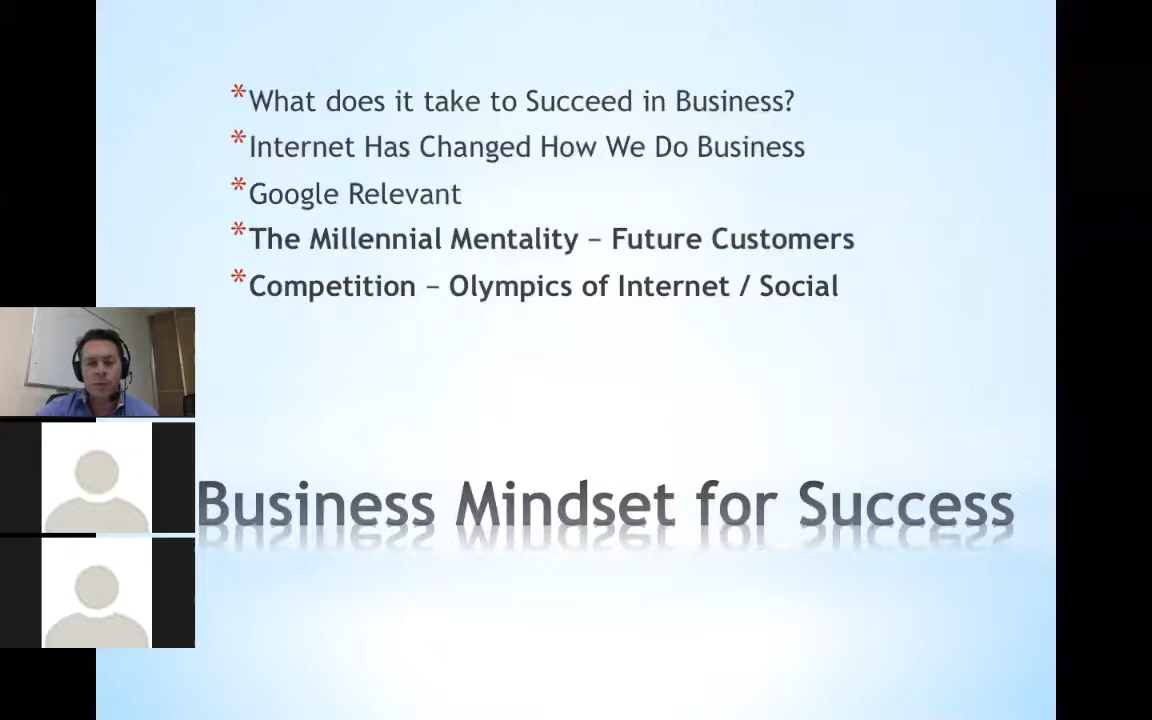 * What does it take to Succeed in Business?
* Internet Has Changed How We Do Business
* Google Relevant
* The Millennial Mentality – Future Customers
* Competition – Olympics of Internet / Social
Business Mindset for Success